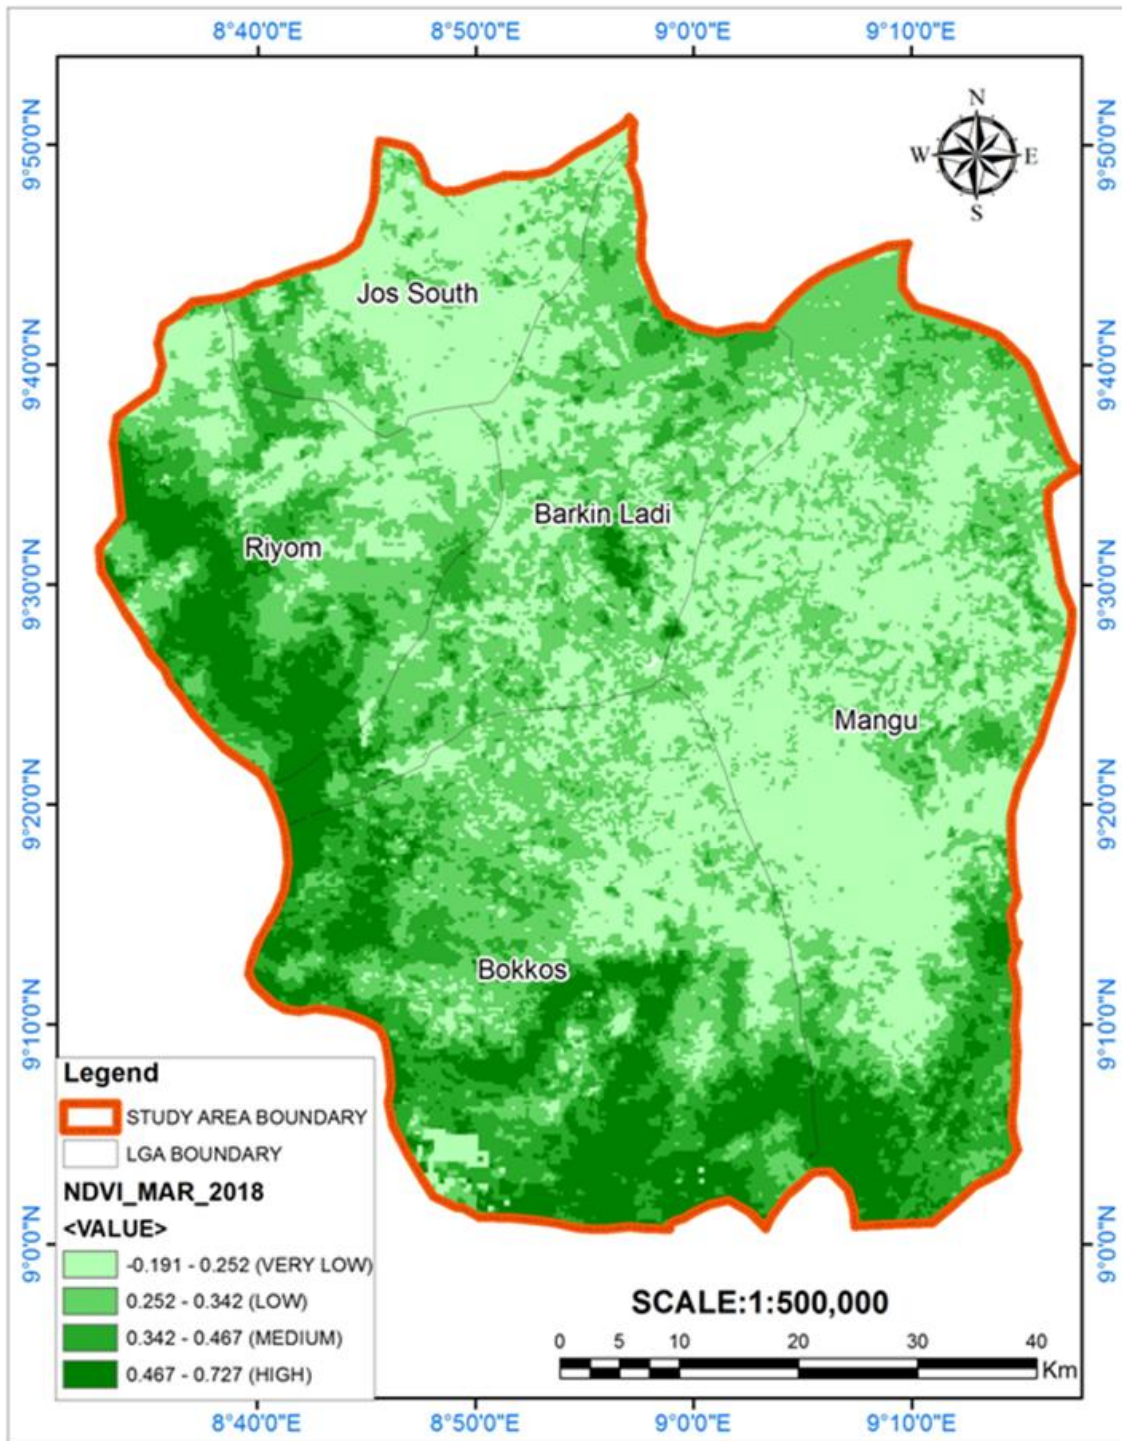 8°40'0"E 8°50'0"E 9°0'0"E 9°10'0"E
N
W E
S
9°50'0"N 9°50'0"N
Jos South
9°40'0"N 9°40'0"N
Barkin Ladi
Riyom
9°30'0"N 9°30'0"N
Mangu
9°20'0"N 9°20'0"N
Bokkos
9°10'0"N 9°10'0"N
Legend
STUDY AREA BOUNDARY
LGA BOUNDARY
NDVI_MAR_2018
<VALUE>
-0.191 - 0.252 (VERY LOW)
0.252 - 0.342 (LOW)
0.342 - 0.467 (MEDIUM)
0.467 - 0.727 (HIGH)
9°0'0"N 9°0'0"N
SCALE:1:500,000
0 5 10 20 30 40
Km
8°40'0"E 8°50'0"E 9°0'0"E 9°10'0"E